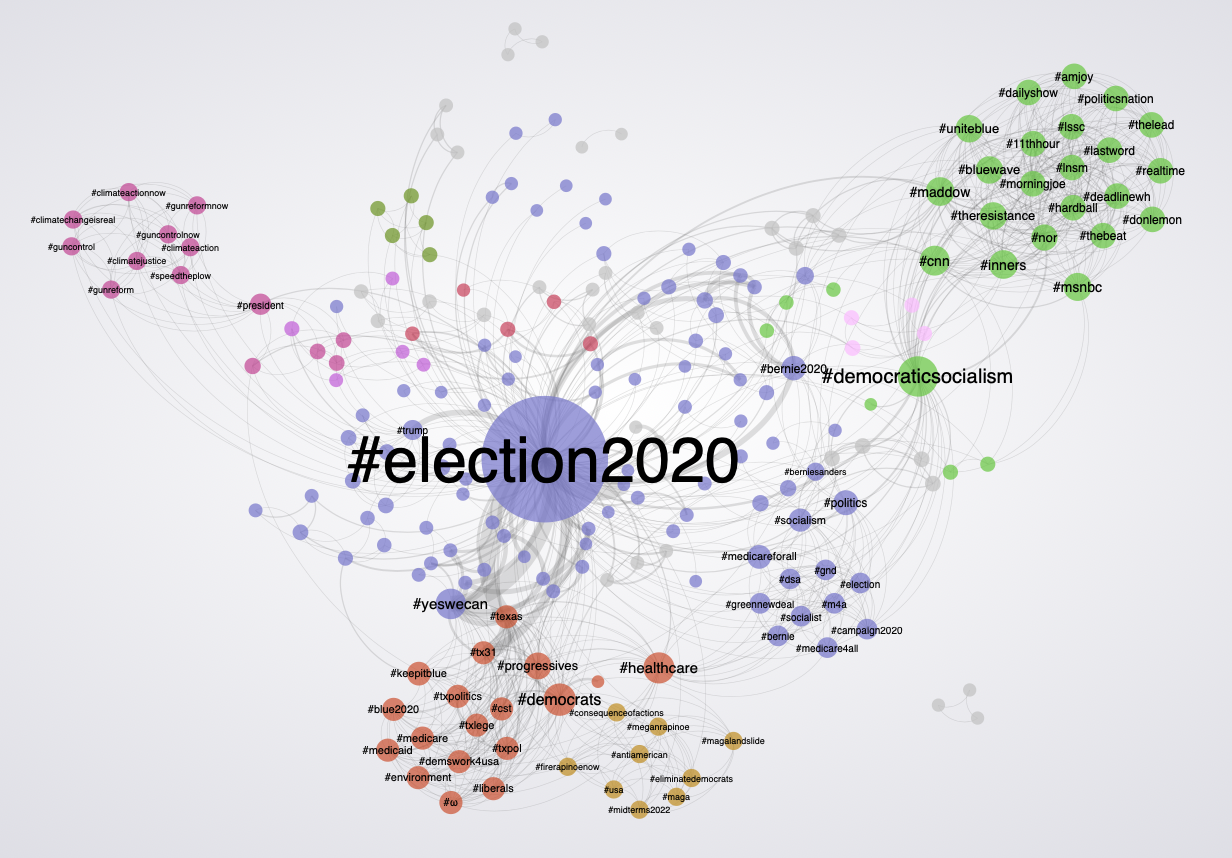 #amjoy
#dailyshow
#politicsnation
#uniteblue
#lssc
#thelead
#11thhour
#lastword
#bluewave
#lnsm
#realtime
#morningjoe
#maddow
#deadlinewh
#hardball
#theresistance
#donlemon
#nor
#thebeat
#cnn
#inners
#msnbc
#climateactionnow
#gunreformnow
#climatechangeisreal
#guncontrolnow
#guncontrol
#climateaction
#climatejustice
#speedtheplow
#gunreform
#president
#bernie2020
#democraticsocialism
#trump
#election2020
#berniesanders
#politics
#socialism
#medicareforall
#gnd
#dsa
#election
#greennewdeal
#m4a
#socialist
#campaign2020
#bernie
#medicare4all
#yeswecan
#texas
#tx31
#progressives
#healthcare
#keepitblue
#txpolitics
#democrats
#cst
#blue2020
#consequenceofactions
#txlege
#meganrapinoe
#medicare
#magalandslide
#medicaid
#txpol
#antiamerican
#demswork4usa
#firerapinoenow
#environment
#eliminatedemocrats
#liberals
#usa
#maga
#ω
#midterms2022